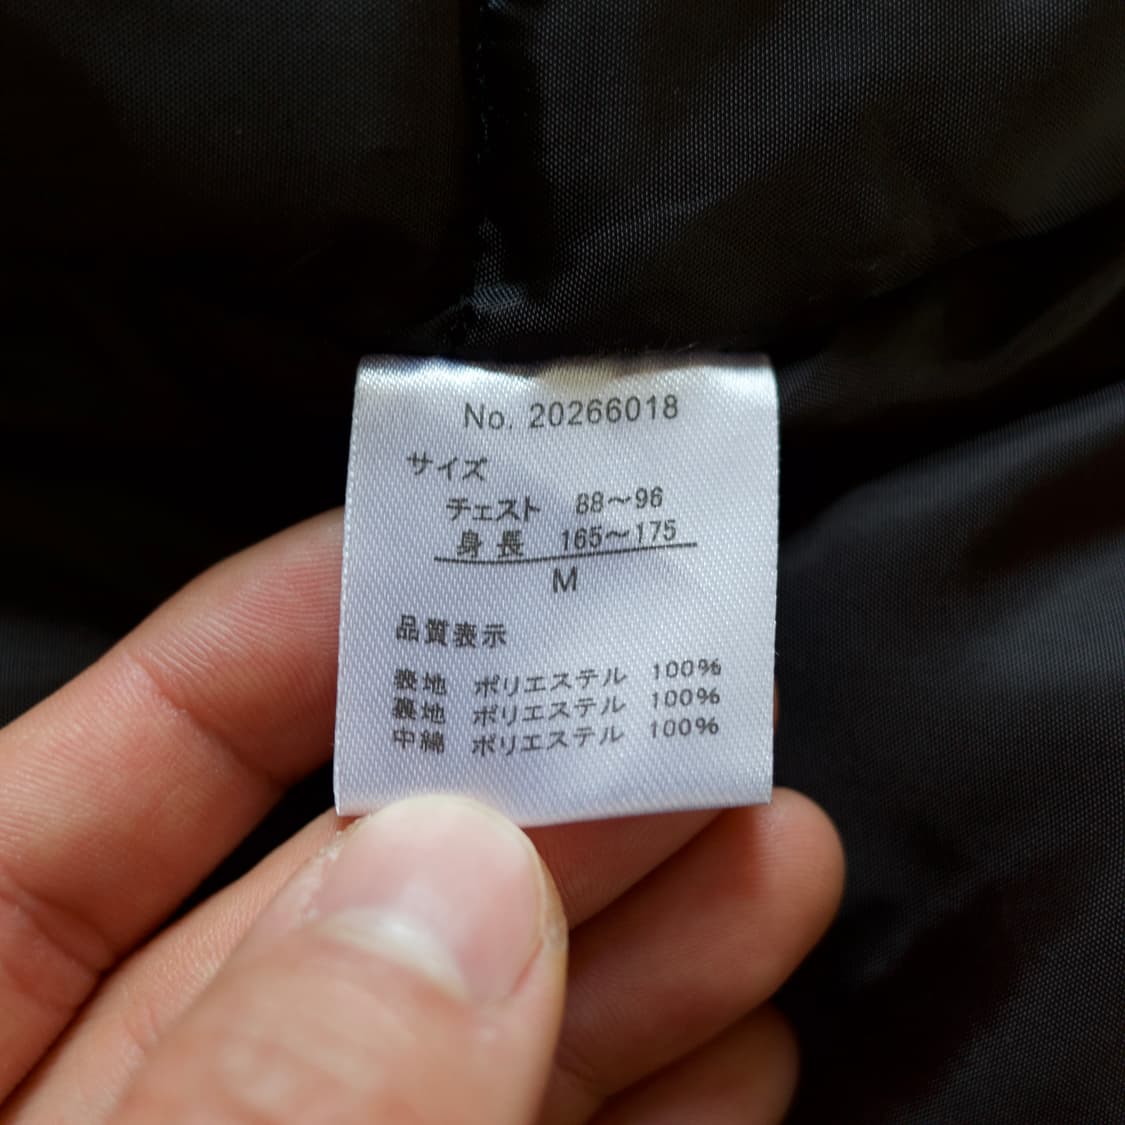 No. 20266018
サイズ
チェスト 88～96
身長 165～175
M
品質表示
表地 ポリエステル 100%
裏地 ポリエステル 100%
中綿 ポリエステル 100%